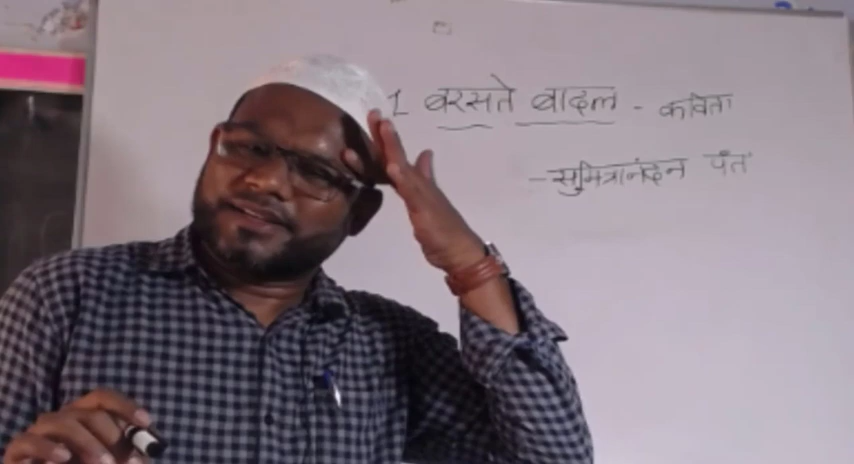 1 बरसते बादल - कविता
- सुमित्रानंदन पंत